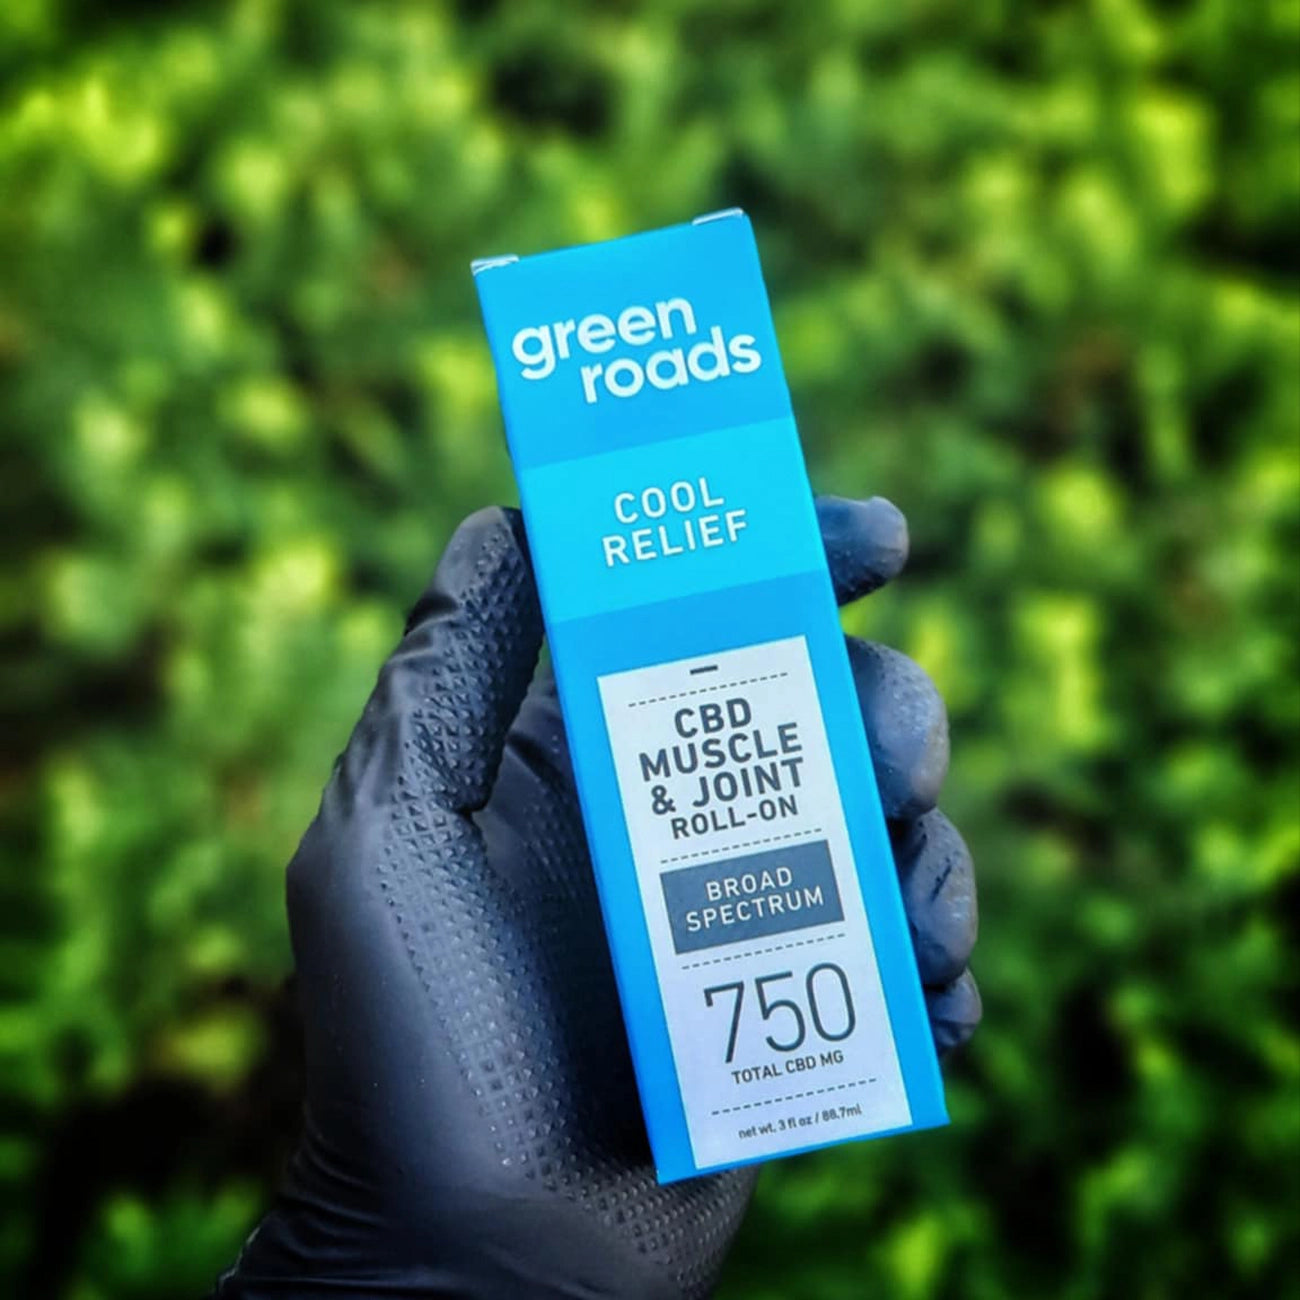 green
roads
COOL
RELIEF
CBD
MUSCLE
& JOINT
ROLL-ON
BROAD
SPECTRUM
750
TOTAL CBD MG
net wt. 3 fl oz / 88.7ml